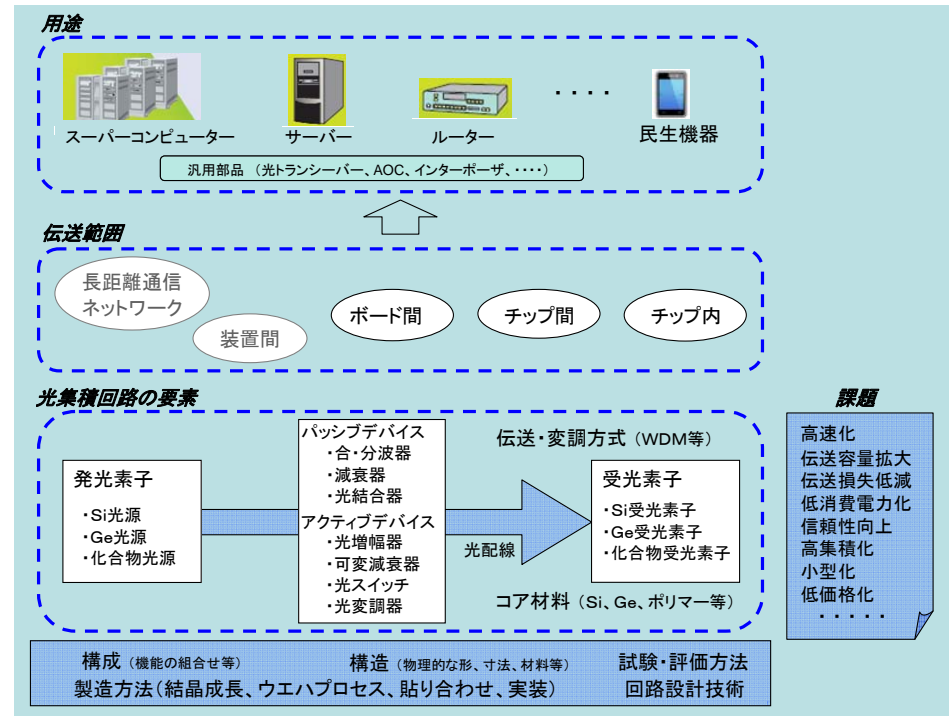 用途
スーパーコンピューター
サーバー
ルーター
・・・・
民生機器
汎用部品 (光トランシーバー、AOC、インターポーザ、・・・・)
伝送範囲
長距離通信
ネットワーク
装置間
ボード間
チップ間
チップ内
光集積回路の要素
発光素子
・Si光源
・Ge光源
・化合物光源
パッシブデバイス
・合・分波器
・減衰器
・光結合器
アクティブデバイス
・光増幅器
・可変減衰器
・光スイッチ
・光変調器
伝送・変調方式 (WDM等)
光配線
コア材料 (Si、Ge、ポリマー等)
受光素子
・Si受光素子
・Ge受光素子
・化合物受光素子
課題
高速化
伝送容量拡大
伝送損失低減
低消費電力化
信頼性向上
高集積化
小型化
低価格化
・・・・・
構成 (機能の組合せ等) 構造 (物理的な形、寸法、材料等) 試験・評価方法
製造方法(結晶成長、ウエハプロセス、貼り合わせ、実装) 回路設計技術